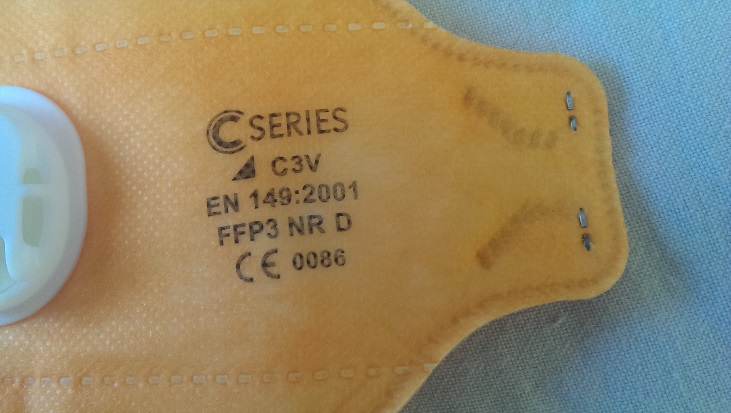 C SERIES
C3V
EN 149:2001
FFP3 NR D
CE 0086